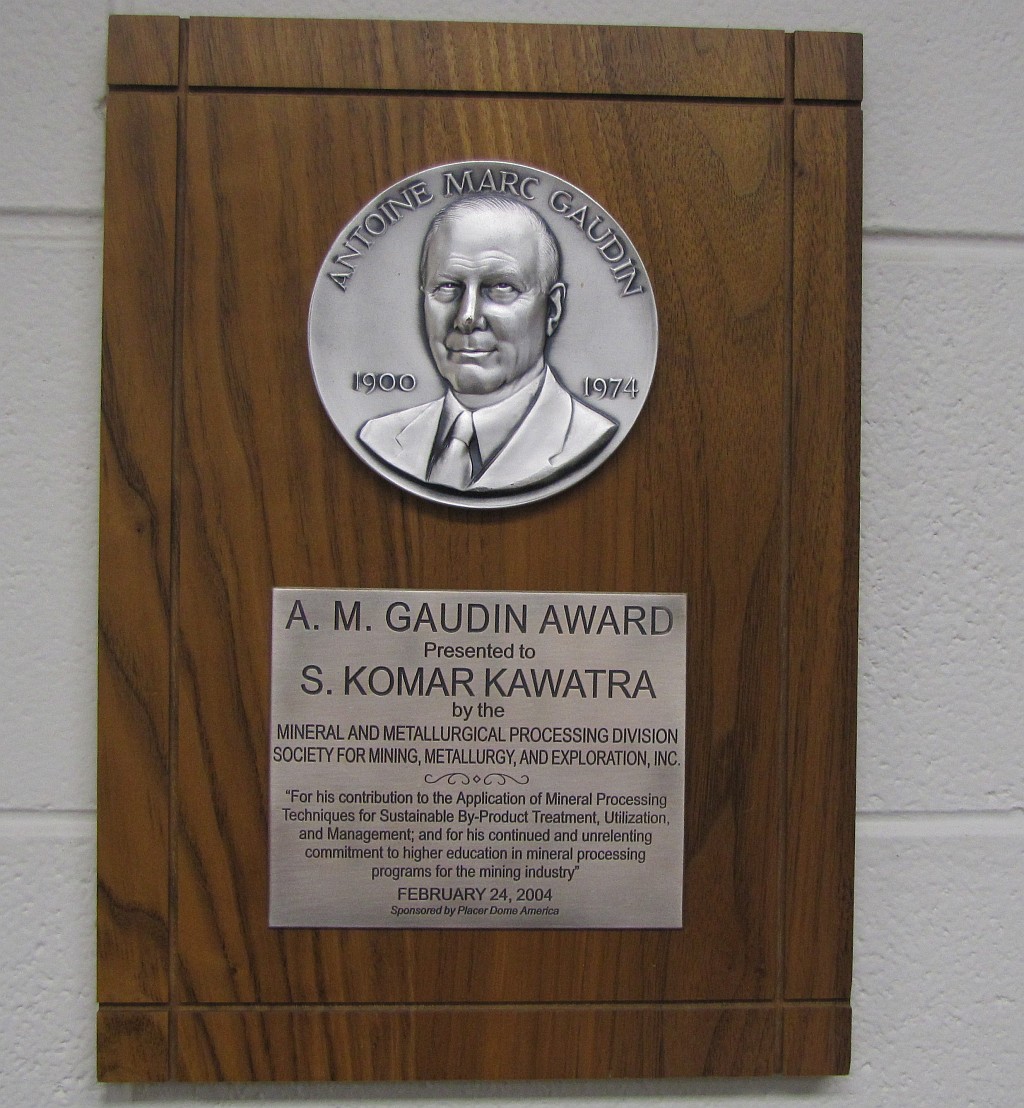 ANTOINE MARC GAUDIN
1900 1974
A. M. GAUDIN AWARD
Presented to
S. KOMAR KAWATRA
by the
MINERAL AND METALLURGICAL PROCESSING DIVISION
SOCIETY FOR MINING, METALLURGY, AND EXPLORATION, INC.
“For his contribution to the Application of Mineral Processing
Techniques for Sustainable By-Product Treatment, Utilization,
and Management; and for his continued and unrelenting
commitment to higher education in mineral processing
programs for the mining industry”
FEBRUARY 24, 2004
Sponsored by Placer Dome America